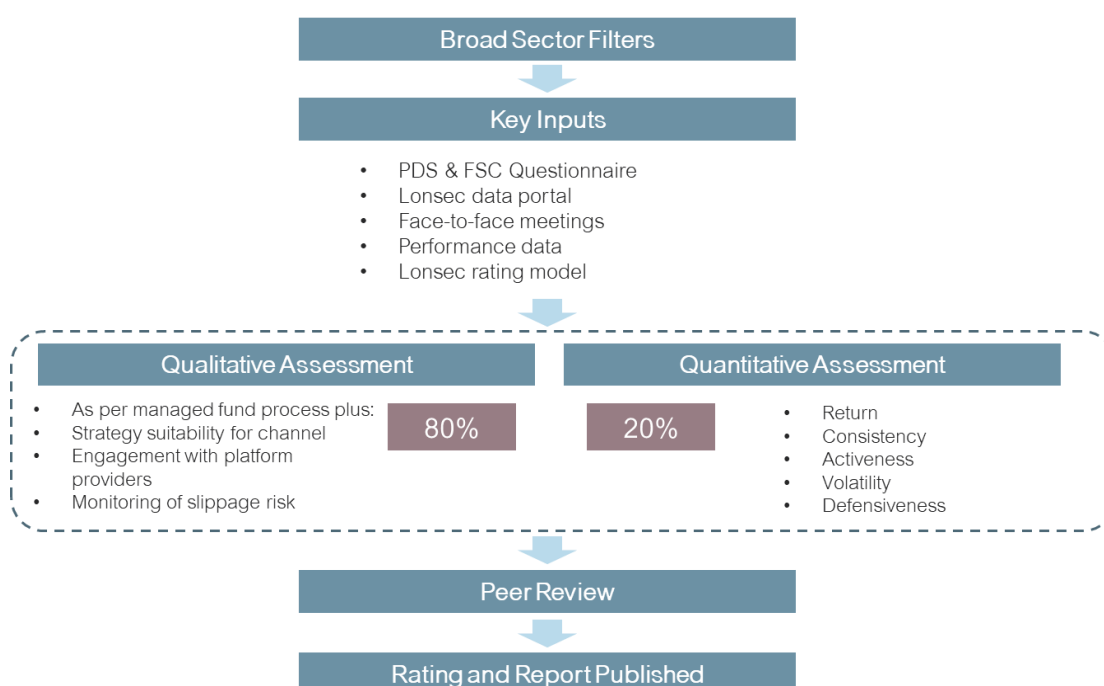 Broad Sector Filters
Key Inputs
• PDS & FSC Questionnaire
• Lonsec data portal
• Face-to-face meetings
• Performance data
• Lonsec rating model
Qualitative Assessment
• As per managed fund process plus:
• Strategy suitability for channel
• Engagement with platform
providers
• Monitoring of slippage risk
80%
Quantitative Assessment
20%
• Return
• Consistency
• Activeness
• Volatility
• Defensiveness
Peer Review
Rating and Report Published